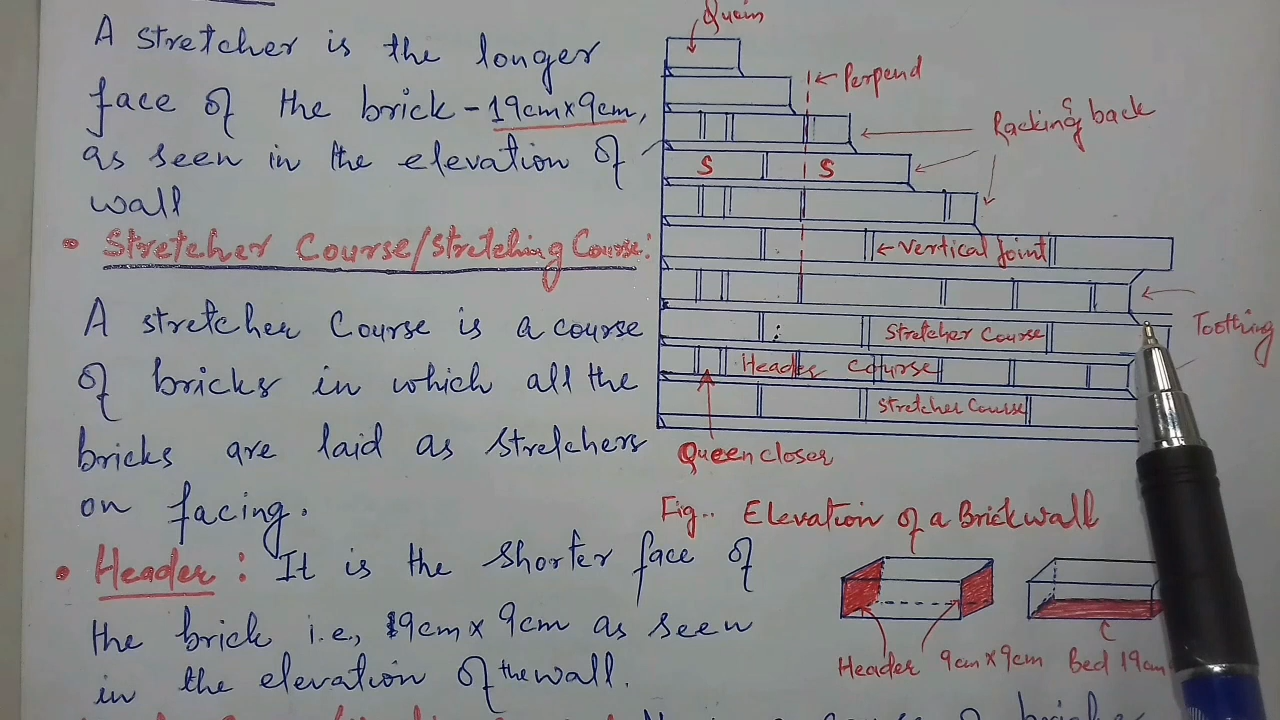 A stretcher is the longer
face of the brick - 19cm x 9cm,
as seen in the elevation of
wall
• Stretcher Course/stretching Course:
A stretcher Course is a course
of bricks in which all the
bricks are laid as stretchers
on facing.
• Header : It is the shorter face of
the brick i.e, 19cm x 9cm as seen
in the elevation of the wall.
Quoin
Perpend
Racking back
S S
Vertical Joint
Toothing
Stretcher Course
Header Course
Stretcher Course
Queen closer
Fig.. Elevation of a Brick wall
Header 9cm x 9cm Bed 19cm